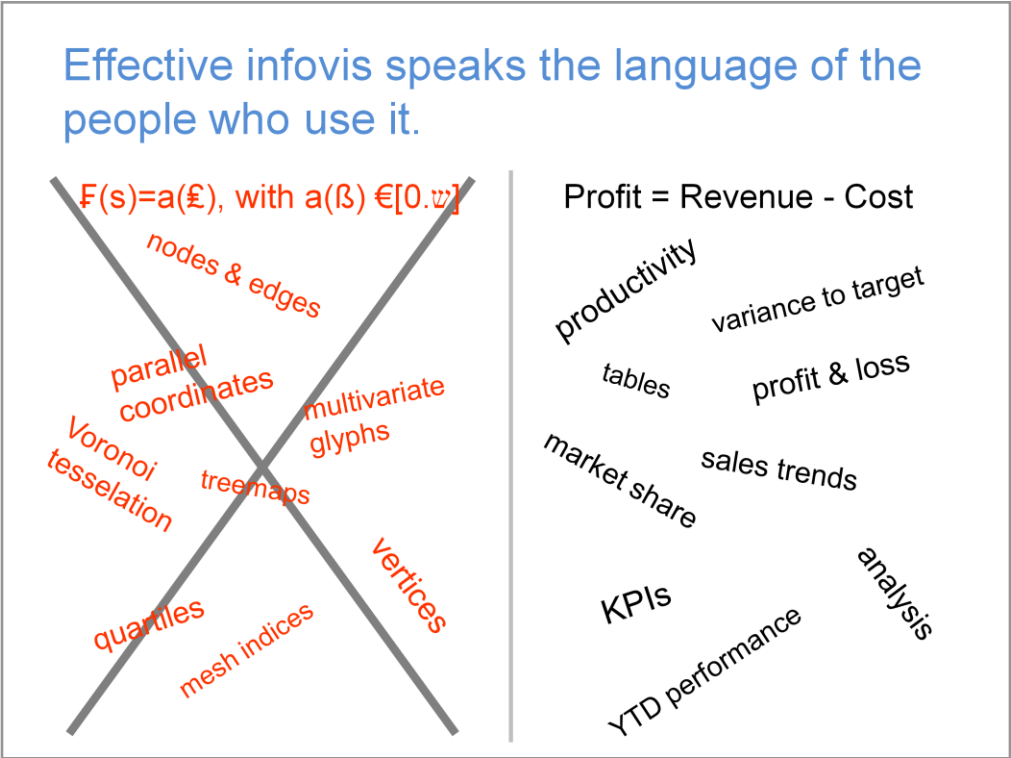 Effective infovis speaks the language of the
people who use it.
₣(s)=a(₤), with a(ß) €[0.ש]
nodes & edges
parallel
coordinates
multivariate
glyphs
Voronoi
tesselation
treemaps
vertices
quartiles
mesh indices
Profit = Revenue - Cost
productivity
variance to target
tables
profit & loss
market share
sales trends
KPIs
analysis
YTD performance